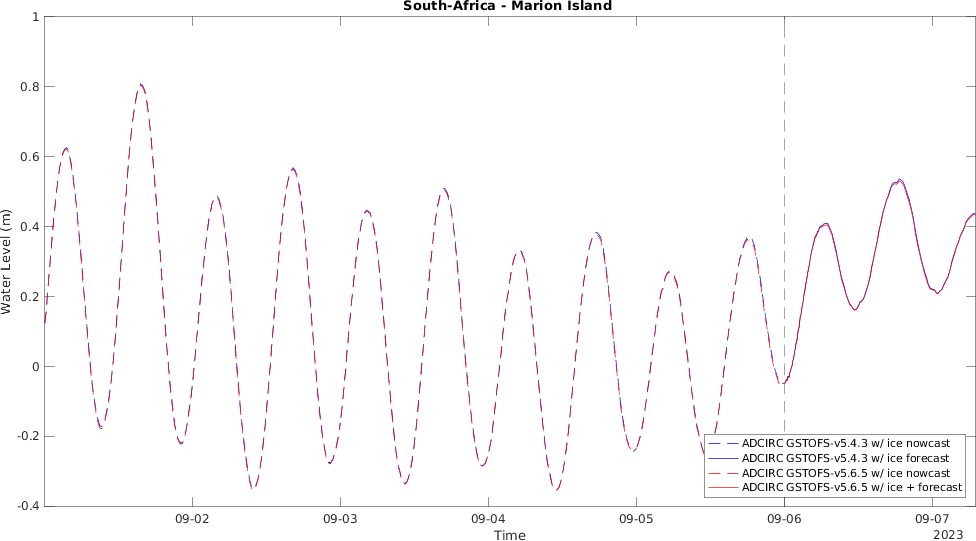 South-Africa - Marion Island
1
0.8
0.6
0.4
0.2
0
-0.2
-0.4
Water Level (m)
09-02
09-03
09-04
09-05
09-06
09-07
Time
2023
ADCIRC GSTOFS-v5.4.3 w/ ice nowcast
ADCIRC GSTOFS-v5.4.3 w/ ice forecast
ADCIRC GSTOFS-v5.6.5 w/ ice nowcast
ADCIRC GSTOFS-v5.6.5 w/ ice + forecast